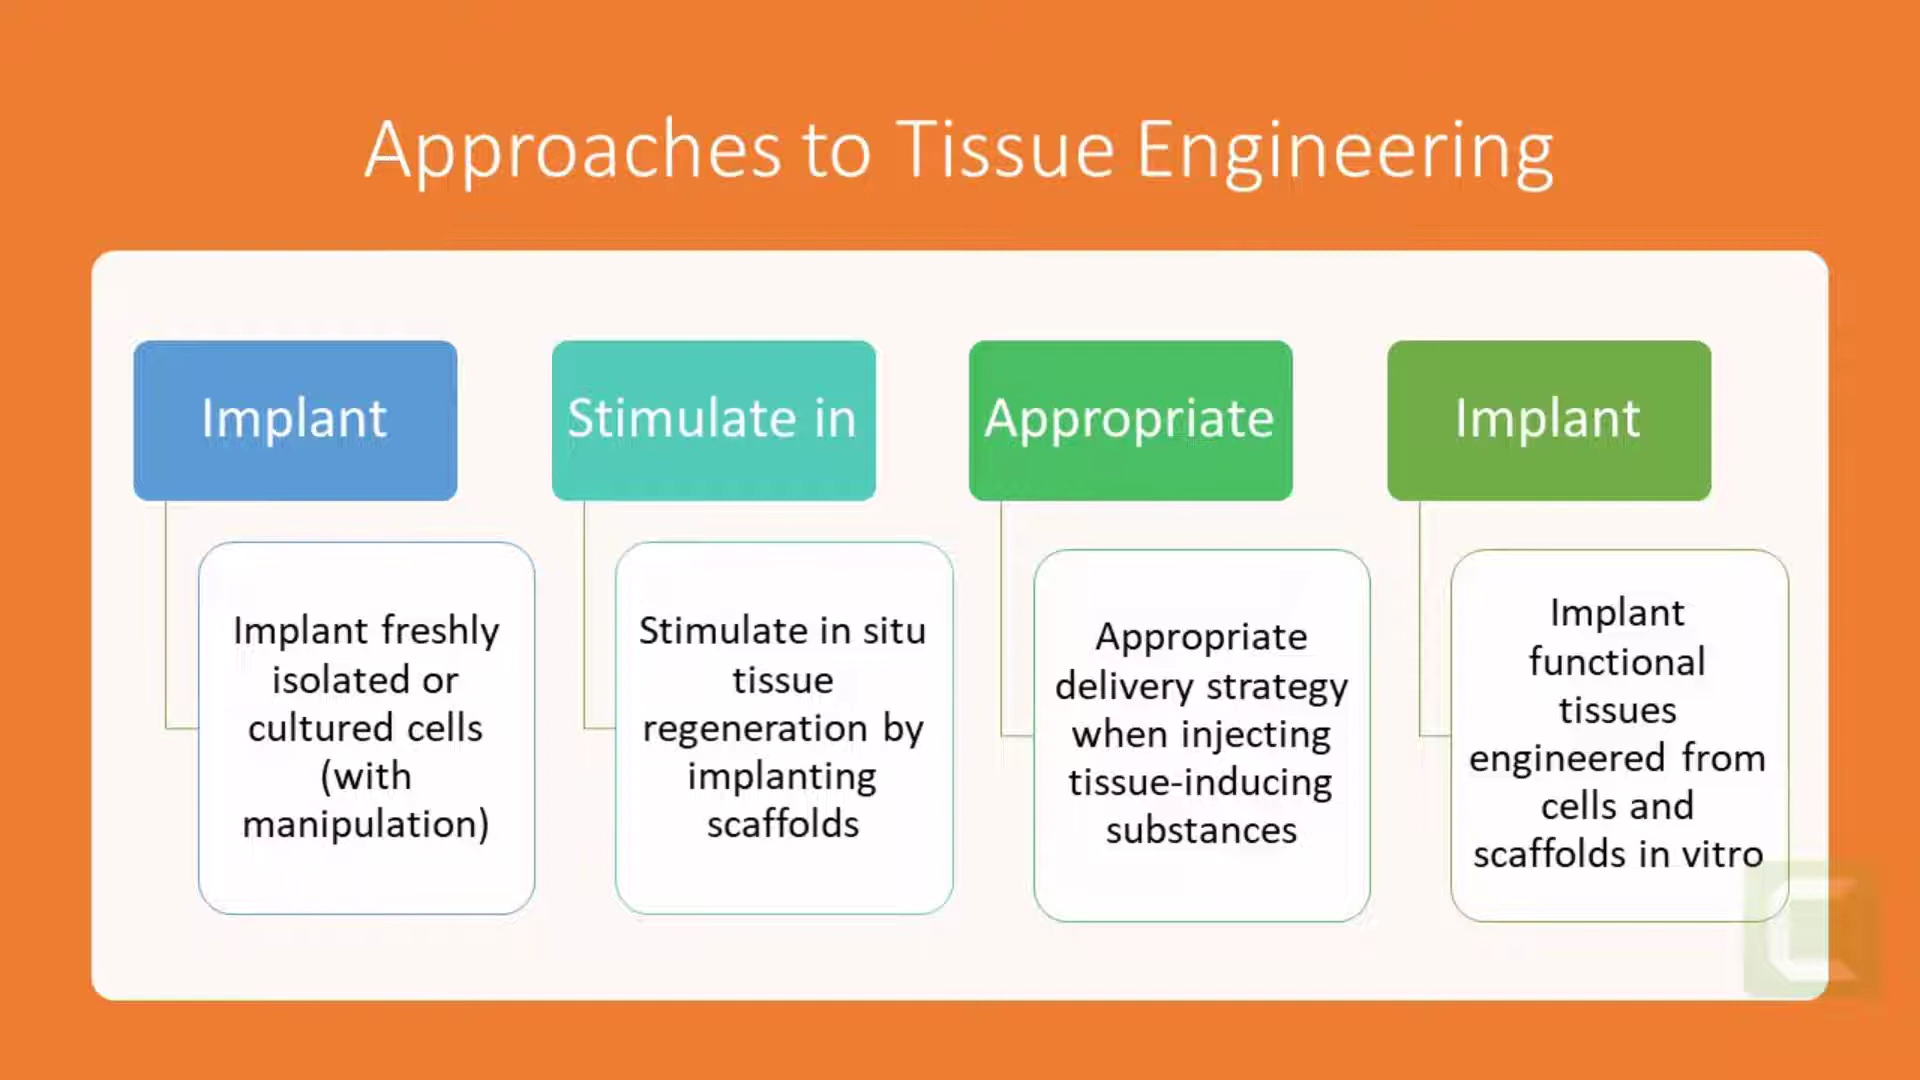 Approaches to Tissue Engineering
Implant
Implant freshly
isolated or
cultured cells
(with
manipulation)
Stimulate in
Stimulate in situ
tissue
regeneration by
implanting
scaffolds
Appropriate
Appropriate
delivery strategy
when injecting
tissue-inducing
substances
Implant
Implant
functional
tissues
engineered from
cells and
scaffolds in vitro